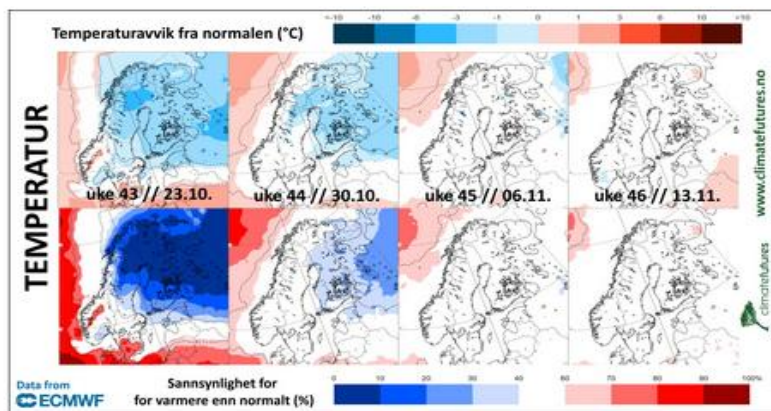 Temperaturavvik fra normalen (°C)
<-10 -10 -6 -3 -1 0 1 3 6 10 >10
TEMPERATUR
uke 43 // 23.10. uke 44 // 30.10. uke 45 // 06.11. uke 46 // 13.11.
www.climatefutures.no
climatefutures
Data from
ECMWF
Sannsynlighet for
for varmere enn normalt (%)
0 10 20 30 40 60 70 80 90 100%